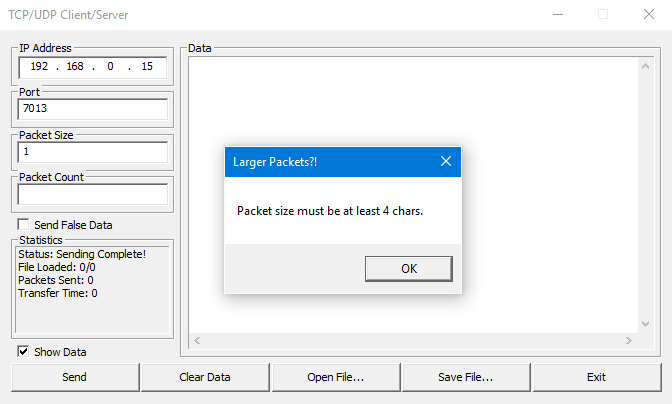 TCP/UDP Client/Server
IP Address
192 . 168 . 0 . 15
Port
7013
Packet Size
1
Packet Count
Send False Data
Statistics
Status: Sending Complete!
File Loaded: 0/0
Packets Sent: 0
Transfer Time: 0
Show Data
Data
Larger Packets?!
Packet size must be at least 4 chars.
OK
Send
Clear Data
Open File...
Save File...
Exit